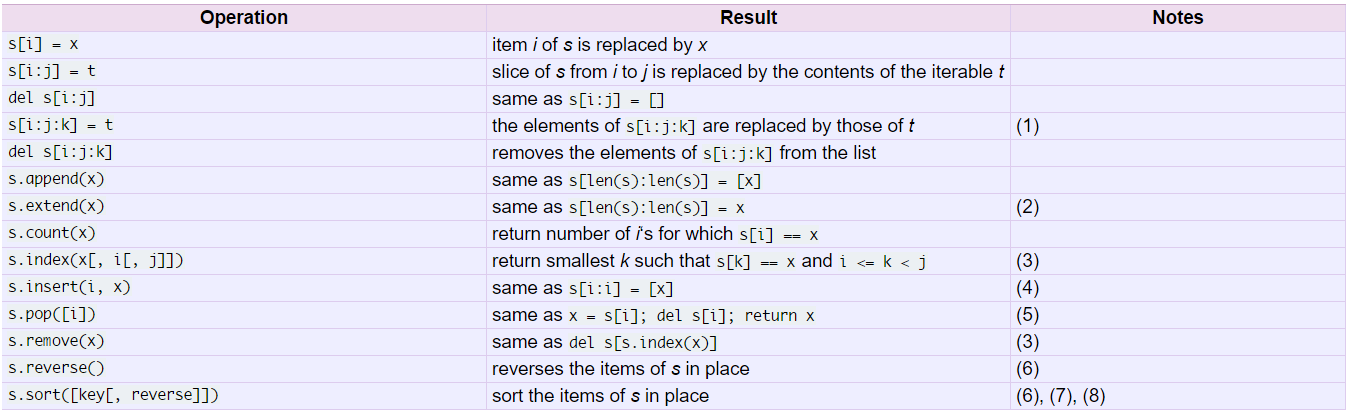 Operation Result Notes
s[i] = x item i of s is replaced by x
s[i:j] = t slice of s from i to j is replaced by the contents of the iterable t
del s[i:j] same as s[i:j] = []
s[i:j:k] = t the elements of s[i:j:k] are replaced by those of t (1)
del s[i:j:k] removes the elements of s[i:j:k] from the list
s.append(x) same as s[len(s):len(s)] = [x]
s.extend(x) same as s[len(s):len(s)] = x (2)
s.count(x) return number of i's for which s[i] == x
s.index(x[, i[, j]]) return smallest k such that s[k] == x and i <= k < j (3)
s.insert(i, x) same as s[i:i] = [x] (4)
s.pop([i]) same as x = s[i]; del s[i]; return x (5)
s.remove(x) same as del s[s.index(x)] (3)
s.reverse() reverses the items of s in place (6)
s.sort([key[, reverse]]) sort the items of s in place (6), (7), (8)